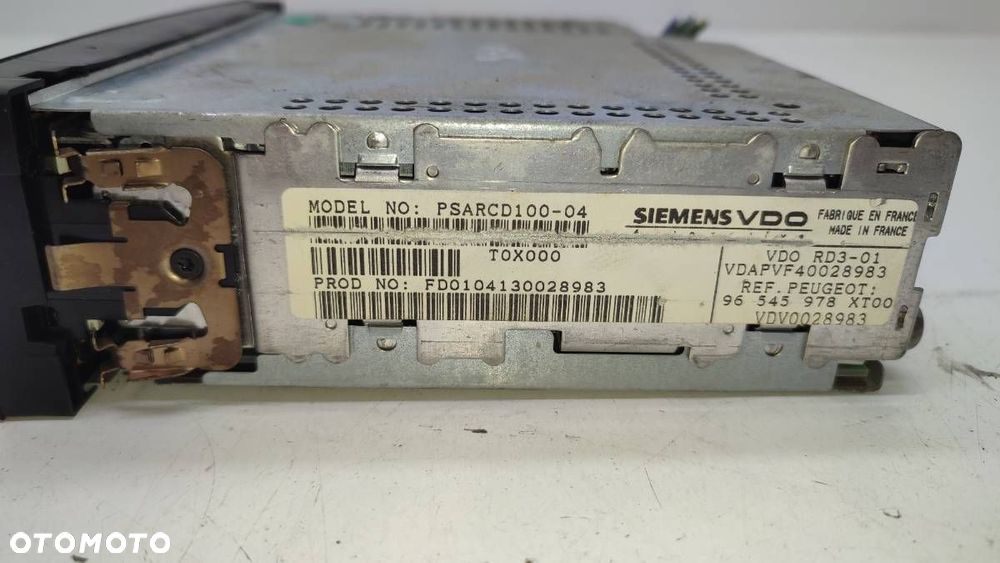 MODEL NO: PSARCD100-04
T0X000
PROD NO: FD0104130028983
SIEMENS VDO
FABRIQUE EN FRANCE
MADE IN FRANCE
VDO RD3-01
VDAPVF40028983
REF. PEUGEOT:
96 545 978 XT00
VDV0028983
OTOMOTO